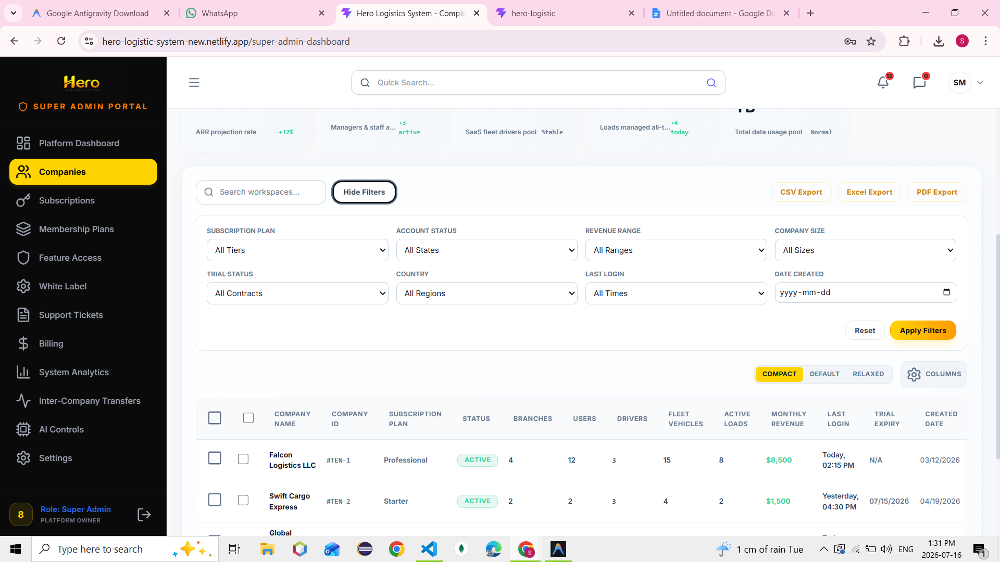 Google Antigravity Download
WhatsApp
Hero Logistics System - Comple
hero-logistic
Untitled document - Google Do
hero-logistic-system-new.netlify.app/super-admin-dashboard
S
Hero
SUPER ADMIN PORTAL
Platform Dashboard
Companies
Subscriptions
Membership Plans
Feature Access
White Label
Support Tickets
Billing
System Analytics
Inter-Company Transfers
AI Controls
Settings
8
Role: Super Admin
PLATFORM OWNER
Quick Search...
12
0
SM
ARR projection rate +12%
Managers & staff a... +3 active
SaaS fleet drivers pool Stable
Loads managed all-t... +4 today
TB
Total data usage pool Normal
Search workspaces...
Hide Filters
CSV Export
Excel Export
PDF Export
SUBSCRIPTION PLAN ACCOUNT STATUS REVENUE RANGE COMPANY SIZE
All Tiers All States All Ranges All Sizes
TRIAL STATUS COUNTRY LAST LOGIN DATE CREATED
All Contracts All Regions All Times yyyy-mm-dd
Reset Apply Filters
COMPACT DEFAULT RELAXED COLUMNS
COMPANY NAME COMPANY ID SUBSCRIPTION PLAN STATUS BRANCHES USERS DRIVERS FLEET VEHICLES ACTIVE LOADS MONTHLY REVENUE LAST LOGIN TRIAL EXPIRY CREATED DATE
Falcon Logistics LLC #TEN-1 Professional ACTIVE 4 12 3 15 8 $8,500 Today, 02:15 PM N/A 03/12/2026
Swift Cargo Express #TEN-2 Starter ACTIVE 2 2 3 4 2 $1,500 Yesterday, 04:30 PM 07/15/2026 04/19/2026
Global
Type here to search
1 cm of rain Tue
ENG
1:31 PM
2026-07-16
1